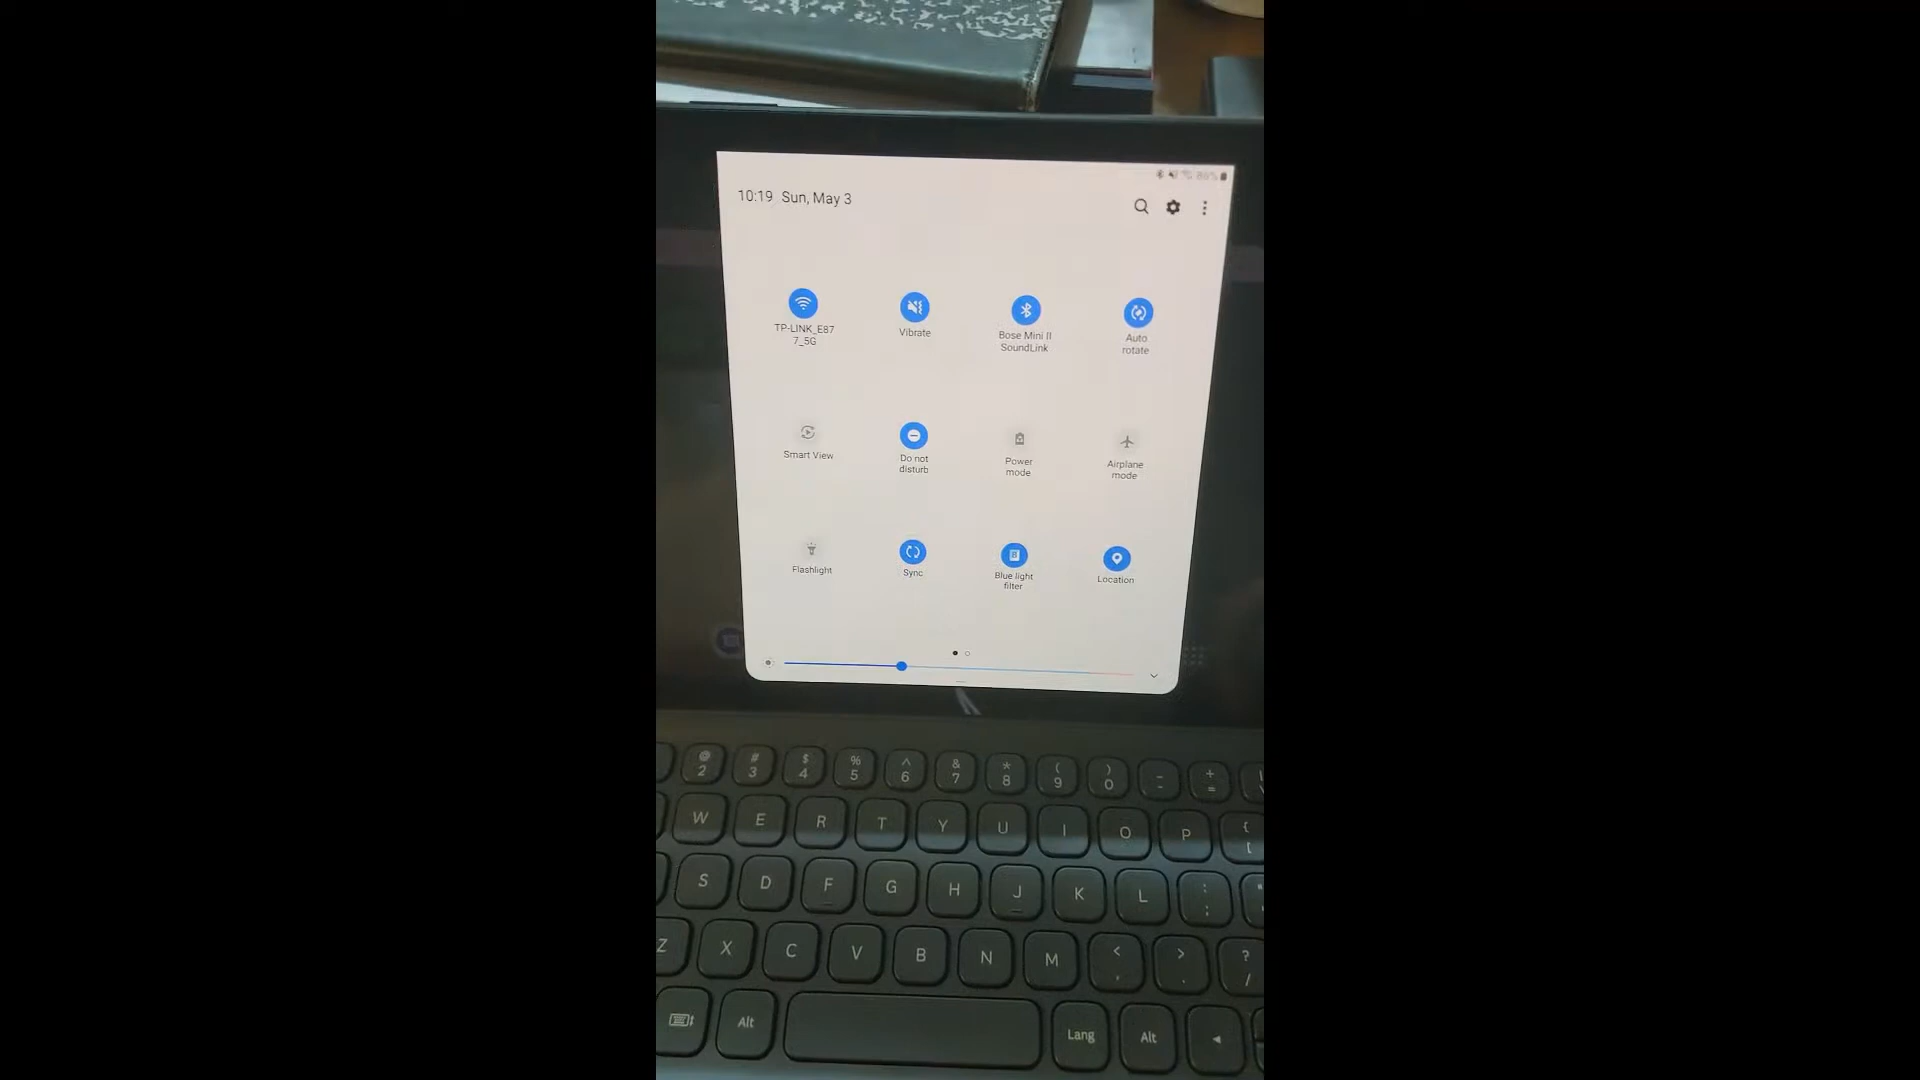 10:19 Sun, May 3
TP-LINK_E87
7_5G
Vibrate
Bose Mini II
SoundLink
Auto
rotate
Smart View
Do not
disturb
Power
mode
Airplane
mode
Flashlight
Sync
Blue light
filter
Location
@ # $ % ^ & * ( ) _ +
2 3 4 5 6 7 8 9 0 - =
W E R T Y U I O P { [
S D F G H J K L : ;
Z X C V B N M < , > . ? /
Alt Lang Alt